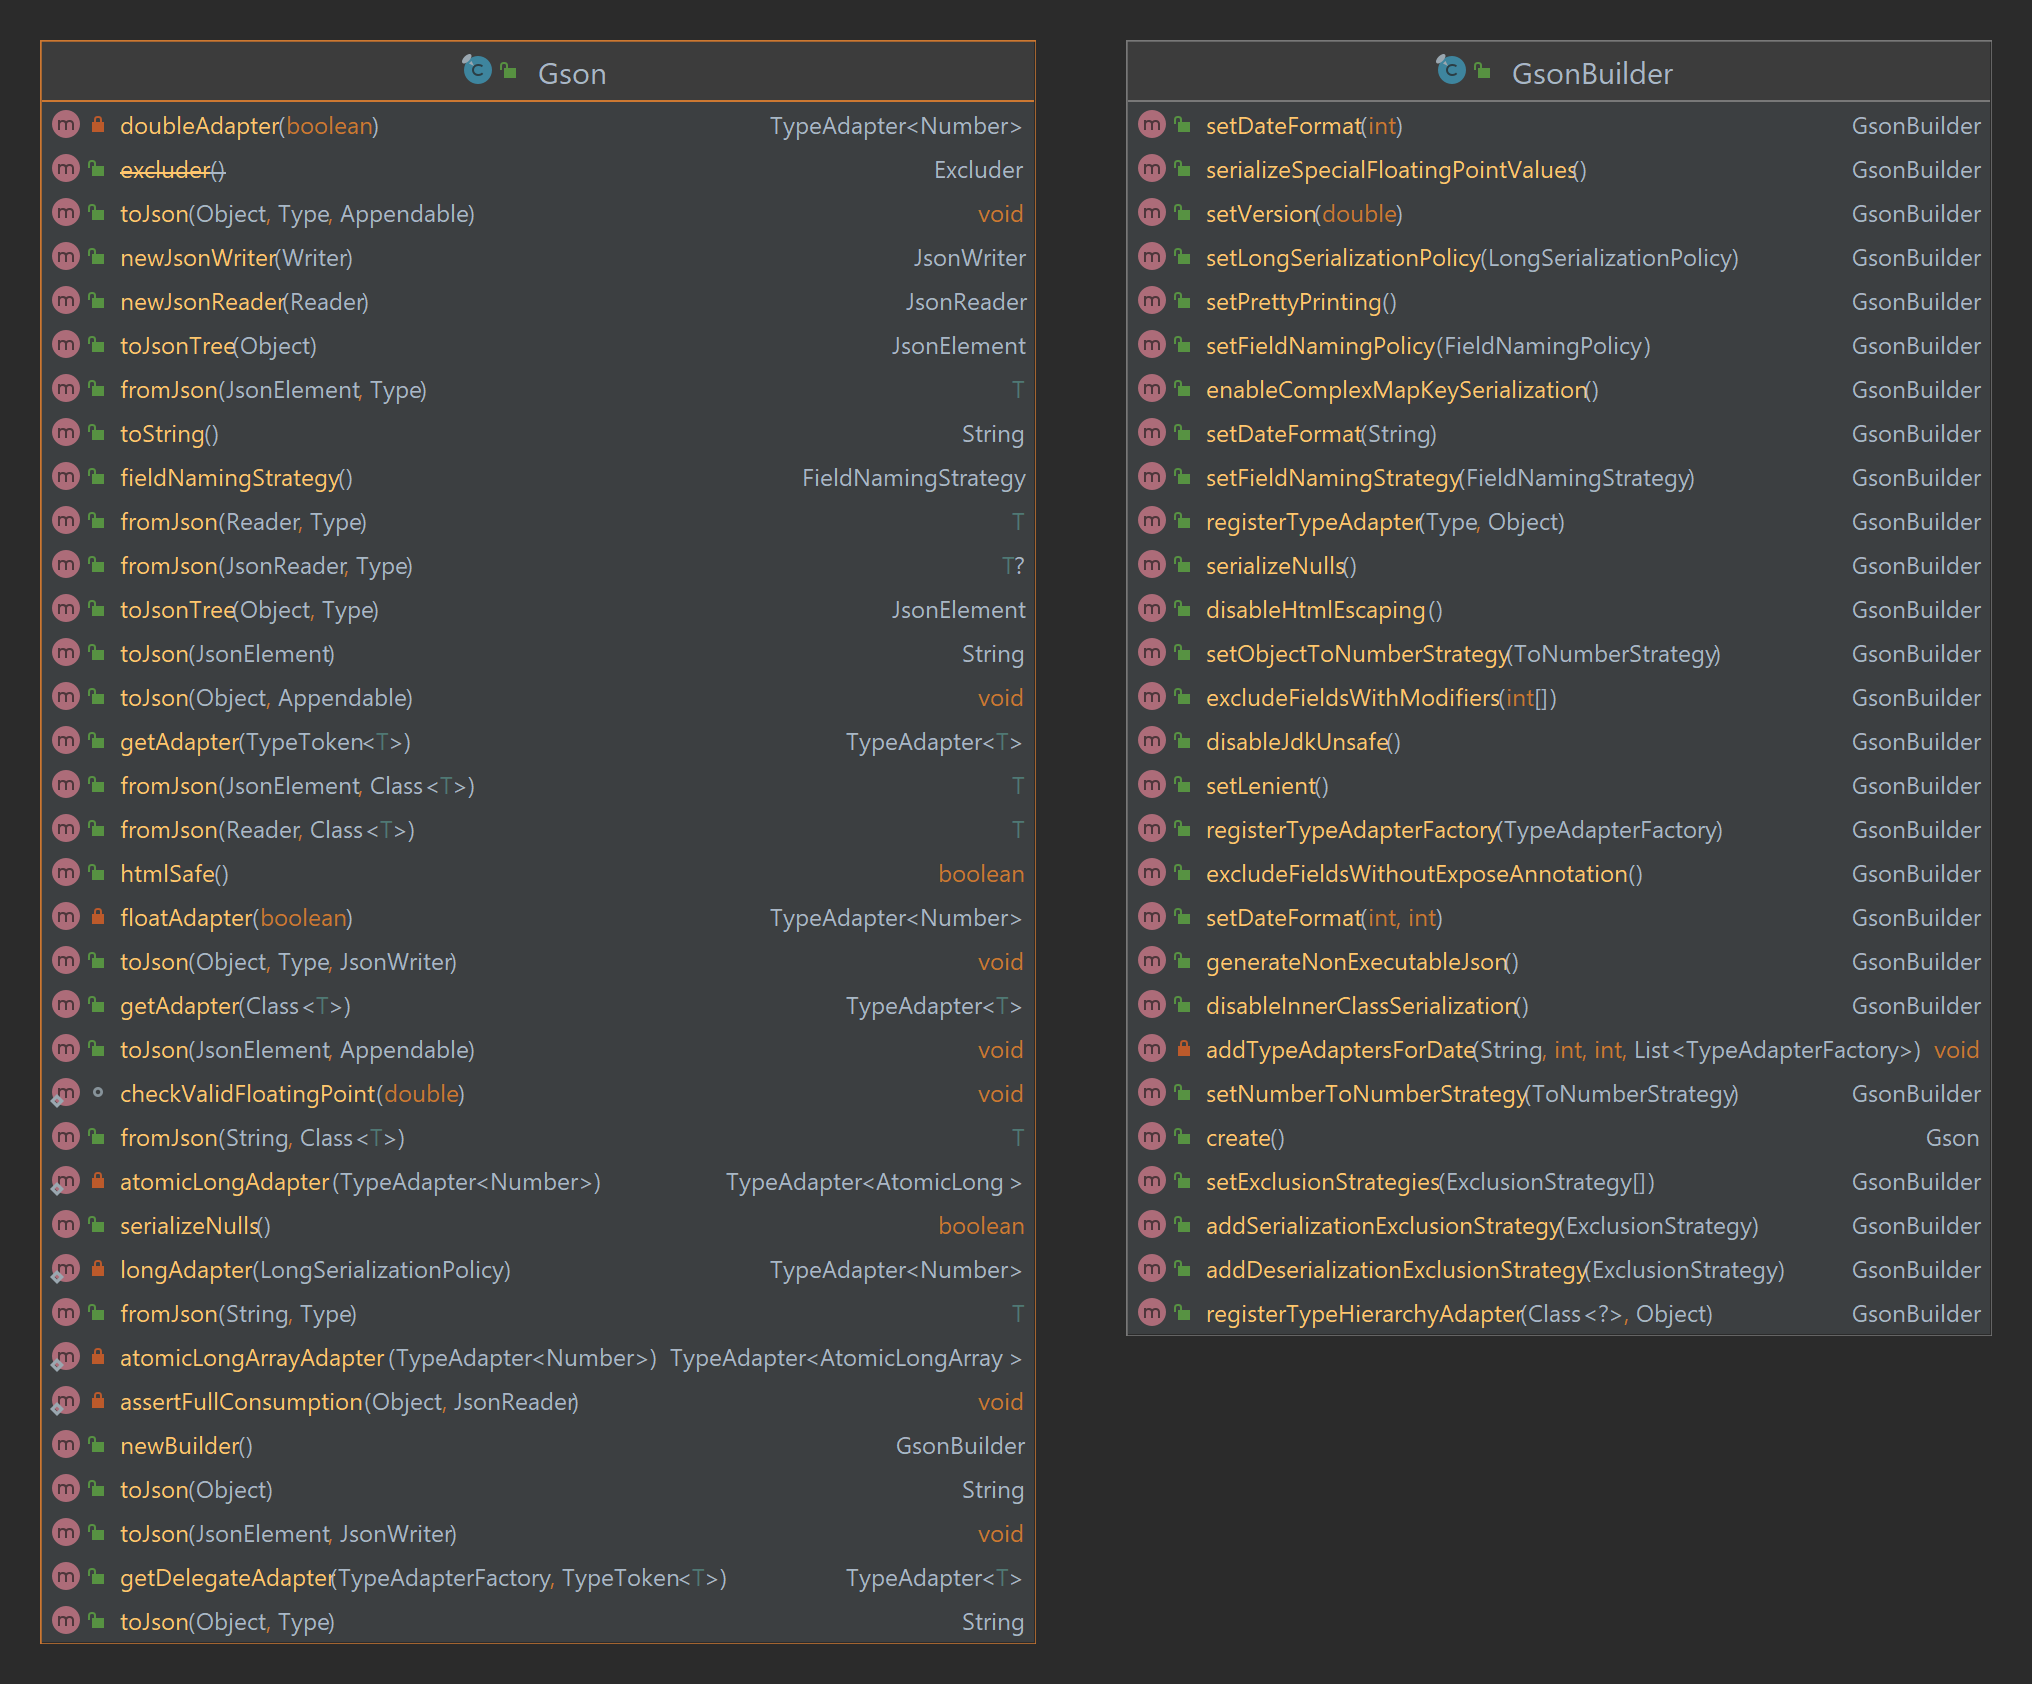 Gson
doubleAdapter(boolean) TypeAdapter<Number>
excluder() Excluder
toJson(Object, Type, Appendable) void
newJsonWriter(Writer) JsonWriter
newJsonReader(Reader) JsonReader
toJsonTree(Object) JsonElement
fromJson(JsonElement, Type) T
toString() String
fieldNamingStrategy() FieldNamingStrategy
fromJson(Reader, Type) T
fromJson(JsonReader, Type) T?
toJsonTree(Object, Type) JsonElement
toJson(JsonElement) String
toJson(Object, Appendable) void
getAdapter(TypeToken<T>) TypeAdapter<T>
fromJson(JsonElement, Class<T>) T
fromJson(Reader, Class<T>) T
htmlSafe() boolean
floatAdapter(boolean) TypeAdapter<Number>
toJson(Object, Type, JsonWriter) void
getAdapter(Class<T>) TypeAdapter<T>
toJson(JsonElement, Appendable) void
checkValidFloatingPoint(double) void
fromJson(String, Class<T>) T
atomicLongAdapter(TypeAdapter<Number>) TypeAdapter<AtomicLong>
serializeNulls() boolean
longAdapter(LongSerializationPolicy) TypeAdapter<Number>
fromJson(String, Type) T
atomicLongArrayAdapter(TypeAdapter<Number>) TypeAdapter<AtomicLongArray>
assertFullConsumption(Object, JsonReader) void
newBuilder() GsonBuilder
toJson(Object) String
toJson(JsonElement, JsonWriter) void
getDelegateAdapter(TypeAdapterFactory, TypeToken<T>) TypeAdapter<T>
toJson(Object, Type) String
GsonBuilder
setDateFormat(int) GsonBuilder
serializeSpecialFloatingPointValues() GsonBuilder
setVersion(double) GsonBuilder
setLongSerializationPolicy(LongSerializationPolicy) GsonBuilder
setPrettyPrinting() GsonBuilder
setFieldNamingPolicy(FieldNamingPolicy) GsonBuilder
enableComplexMapKeySerialization() GsonBuilder
setDateFormat(String) GsonBuilder
setFieldNamingStrategy(FieldNamingStrategy) GsonBuilder
registerTypeAdapter(Type, Object) GsonBuilder
serializeNulls() GsonBuilder
disableHtmlEscaping() GsonBuilder
setObjectToNumberStrategy(ToNumberStrategy) GsonBuilder
excludeFieldsWithModifiers(int[]) GsonBuilder
disableJdkUnsafe() GsonBuilder
setLenient() GsonBuilder
registerTypeAdapterFactory(TypeAdapterFactory) GsonBuilder
excludeFieldsWithoutExposeAnnotation() GsonBuilder
setDateFormat(int, int) GsonBuilder
generateNonExecutableJson() GsonBuilder
disableInnerClassSerialization() GsonBuilder
addTypeAdaptersForDate(String, int, int, List<TypeAdapterFactory>) void
setNumberToNumberStrategy(ToNumberStrategy) GsonBuilder
create() Gson
setExclusionStrategies(ExclusionStrategy[]) GsonBuilder
addSerializationExclusionStrategy(ExclusionStrategy) GsonBuilder
addDeserializationExclusionStrategy(ExclusionStrategy) GsonBuilder
registerTypeHierarchyAdapter(Class<?>, Object) GsonBuilder